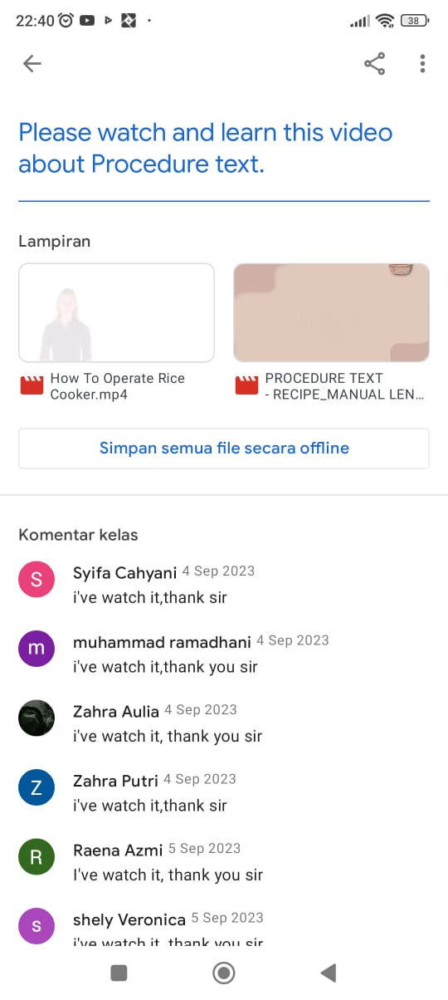 22:40
38
Please watch and learn this video
about Procedure text.
Lampiran
How To Operate Rice
Cooker.mp4
PROCEDURE TEXT
- RECIPE_MANUAL LEN...
Simpan semua file secara offline
Komentar kelas
S
Syifa Cahyani 4 Sep 2023
i've watch it,thank sir
m
muhammad ramadhani 4 Sep 2023
i've watch it,thank you sir
Zahra Aulia 4 Sep 2023
i've watch it, thank you sir
Z
Zahra Putri 4 Sep 2023
i've watch it,thank sir
R
Raena Azmi 5 Sep 2023
I've watch it, thank you sir
s
shely Veronica 5 Sep 2023
i've watch it, thank you sir